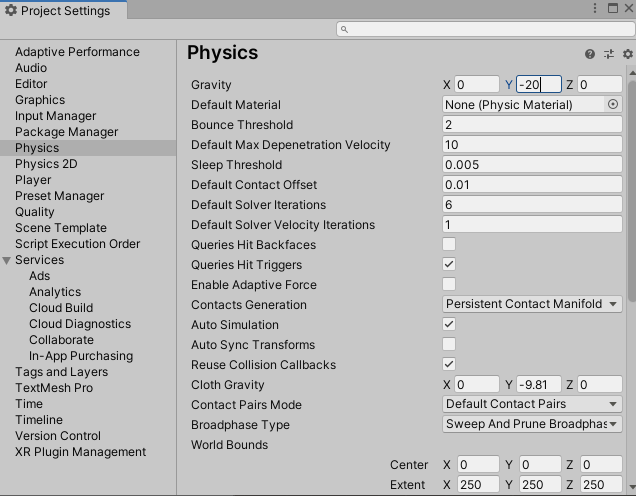 Project Settings
Adaptive Performance
Audio
Editor
Graphics
Input Manager
Package Manager
Physics
Physics 2D
Player
Preset Manager
Quality
Scene Template
Script Execution Order
Services
Ads
Analytics
Cloud Build
Cloud Diagnostics
Collaborate
In-App Purchasing
Tags and Layers
TextMesh Pro
Time
Timeline
Version Control
XR Plugin Management
Physics
Gravity X 0 Y -20 Z 0
Default Material None (Physic Material)
Bounce Threshold 2
Default Max Depenetration Velocity 10
Sleep Threshold 0.005
Default Contact Offset 0.01
Default Solver Iterations 6
Default Solver Velocity Iterations 1
Queries Hit Backfaces
Queries Hit Triggers
Enable Adaptive Force
Contacts Generation Persistent Contact Manifold
Auto Simulation
Auto Sync Transforms
Reuse Collision Callbacks
Cloth Gravity X 0 Y -9.81 Z 0
Contact Pairs Mode Default Contact Pairs
Broadphase Type Sweep And Prune Broadphas
World Bounds
Center X 0 Y 0 Z 0
Extent X 250 Y 250 Z 250